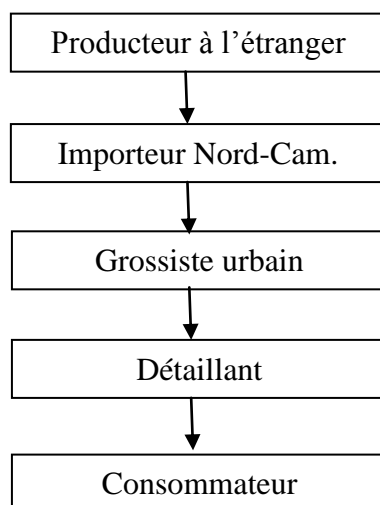 Producteur à l’étranger
Importeur Nord-Cam.
Grossiste urbain
Détaillant
Consommateur